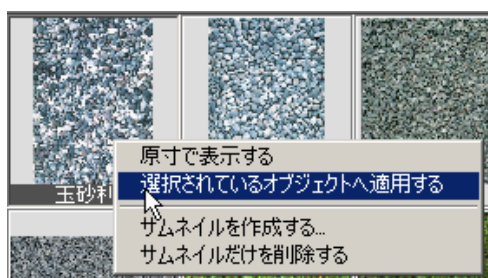 原寸で表示する
玉砂利
選択されているオブジェクトへ適用する
サムネイルを作成する...
サムネイルだけを削除する